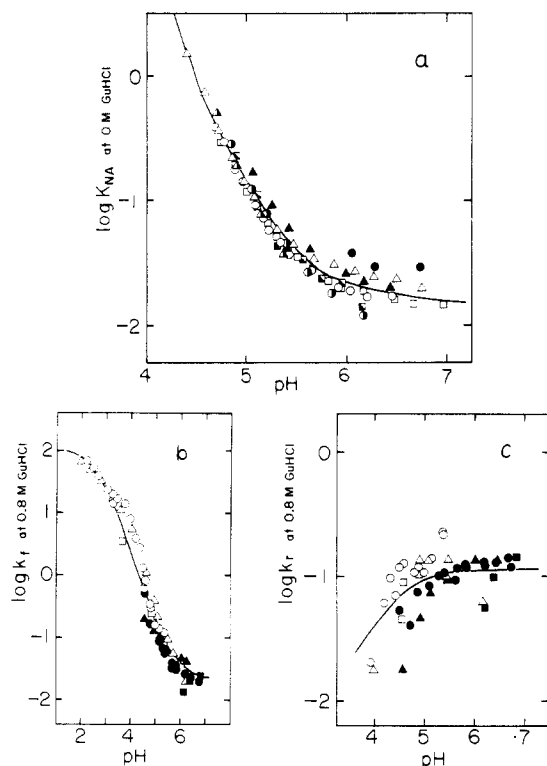 a
0
-1
-2
log K_NA at 0 M GuHCl
4 5 6 7
pH
b
2
1
0
-1
-2
log k_f at 0.8 M GuHCl
2 4 6
pH
c
0
-1
-2
log k_r at 0.8 M GuHCl
4 5 6 7
pH